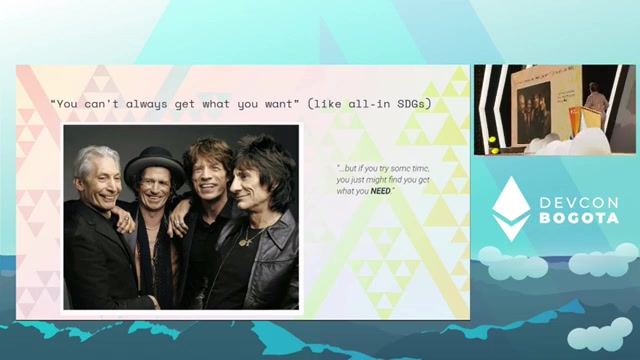 “You can't always get what you want” (like all-in SDGs)
“...but if you try some time,
you just might find you get
what you NEED.”
DEVCON
BOGOTA